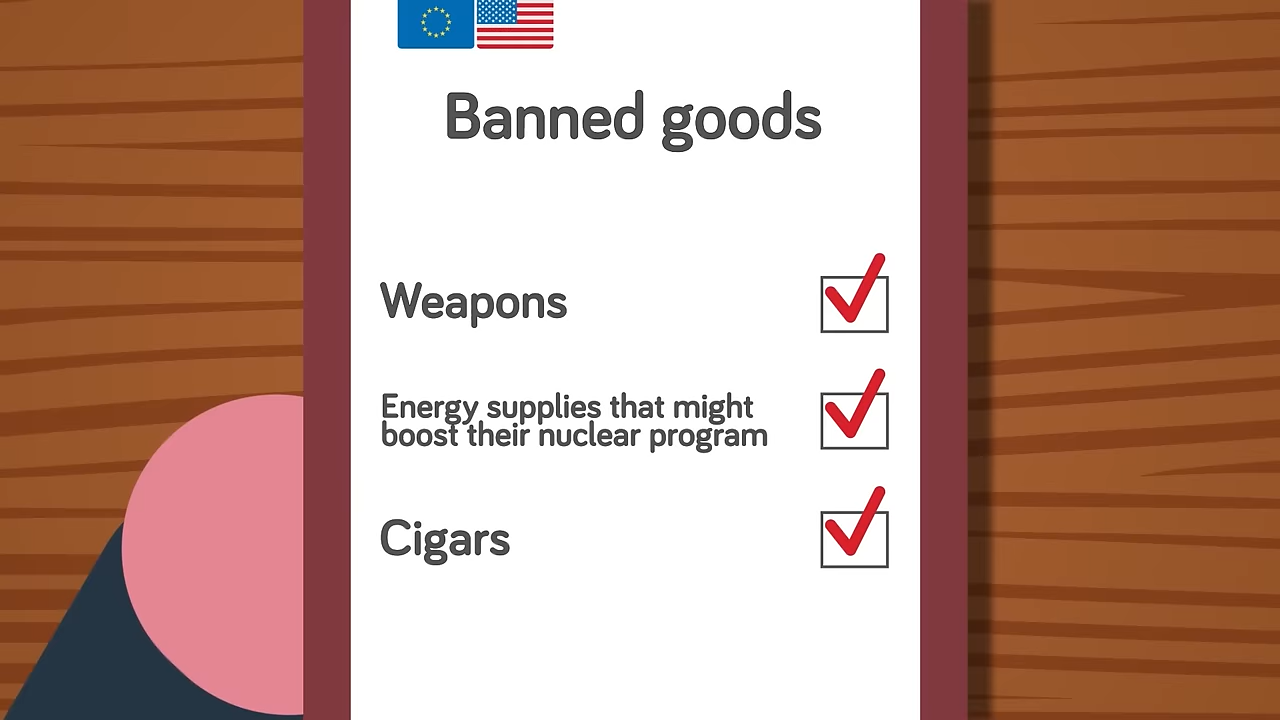 Banned goods
Weapons
Energy supplies that might
boost their nuclear program
Cigars